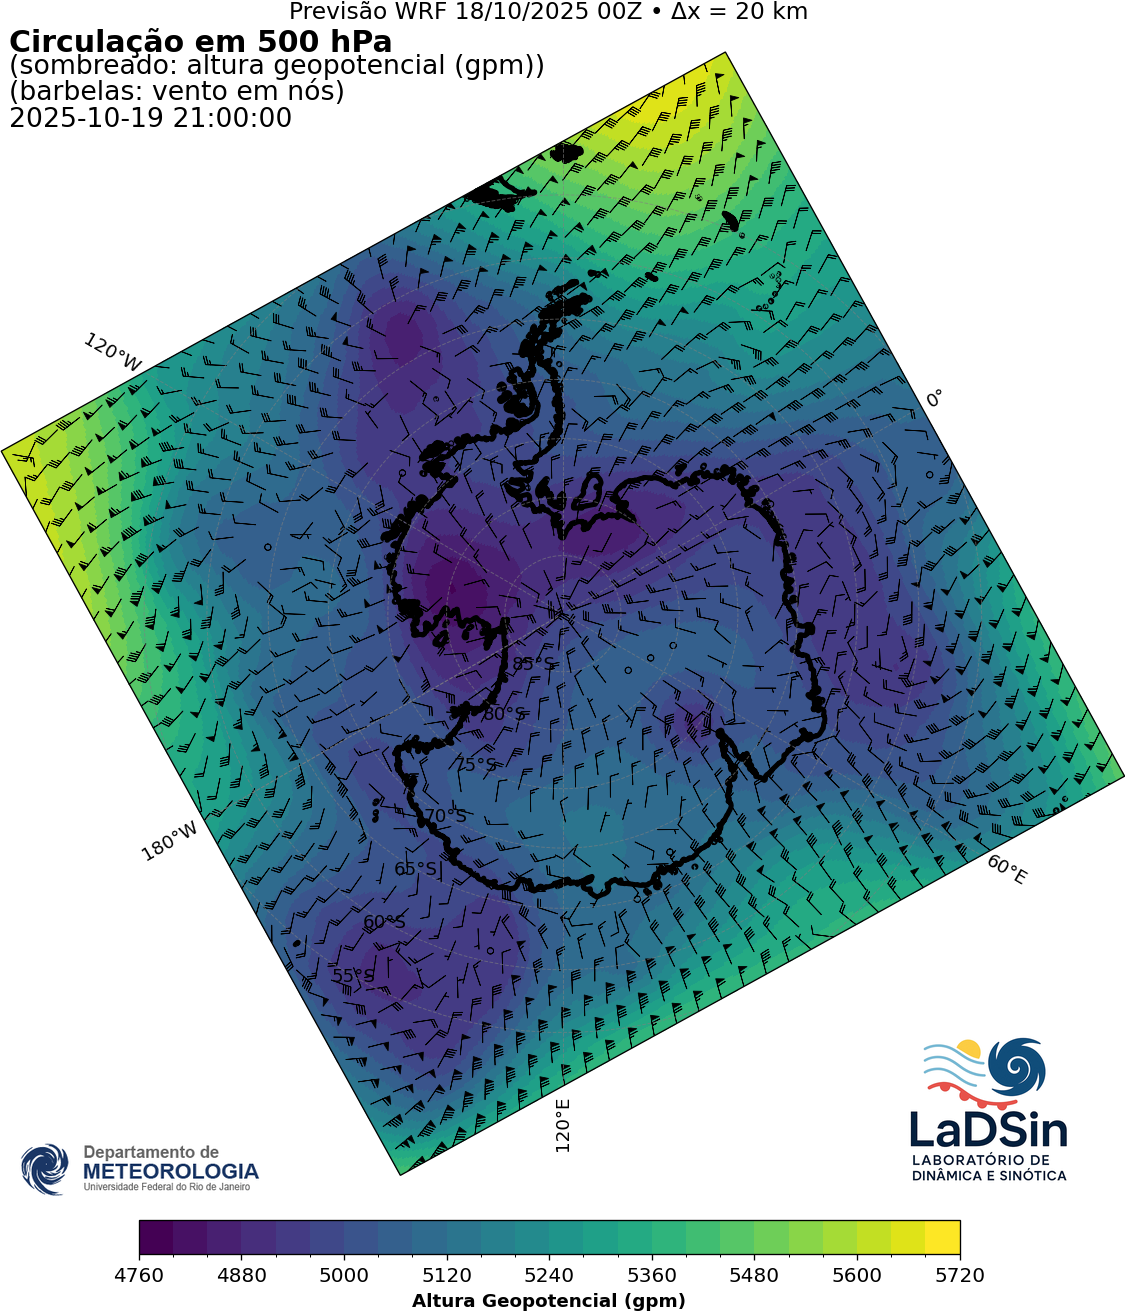 Previsão WRF 18/10/2025 00Z • Δx = 20 km
Circulação em 500 hPa
(sombreado: altura geopotencial (gpm))
(barbelas: vento em nós)
2025-10-19 21:00:00
120°W
0°
85°S
80°S
75°S
70°S
65°S
60°S
55°S
180°W
60°E
120°E
LaDSin
LABORATÓRIO DE
DINÂMICA E SINÓTICA
Departamento de
METEOROLOGIA
Universidade Federal do Rio de Janeiro
4760 4880 5000 5120 5240 5360 5480 5600 5720
Altura Geopotencial (gpm)